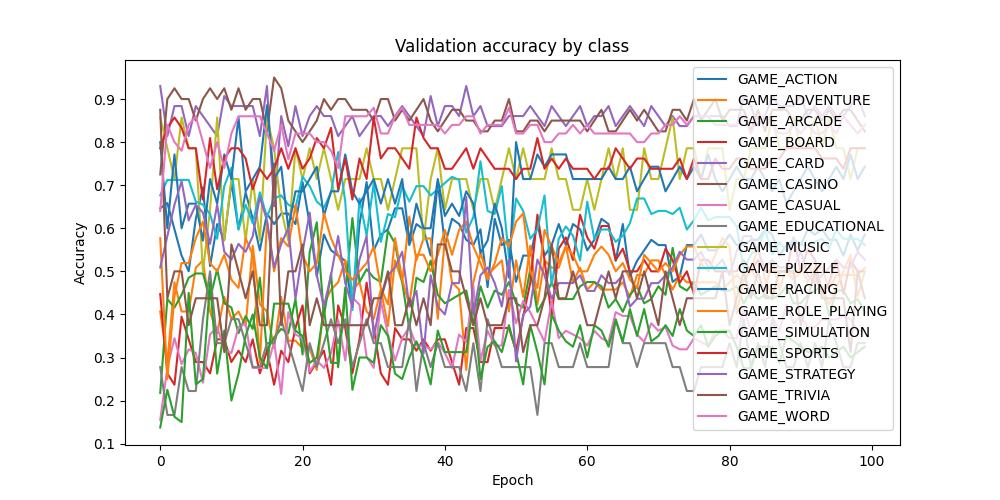 Validation accuracy by class
Accuracy
0.9
0.8
0.7
0.6
0.5
0.4
0.3
0.2
0.1
0
20
40
60
80
100
Epoch
GAME_ACTION
GAME_ADVENTURE
GAME_ARCADE
GAME_BOARD
GAME_CARD
GAME_CASINO
GAME_CASUAL
GAME_EDUCATIONAL
GAME_MUSIC
GAME_PUZZLE
GAME_RACING
GAME_ROLE_PLAYING
GAME_SIMULATION
GAME_SPORTS
GAME_STRATEGY
GAME_TRIVIA
GAME_WORD